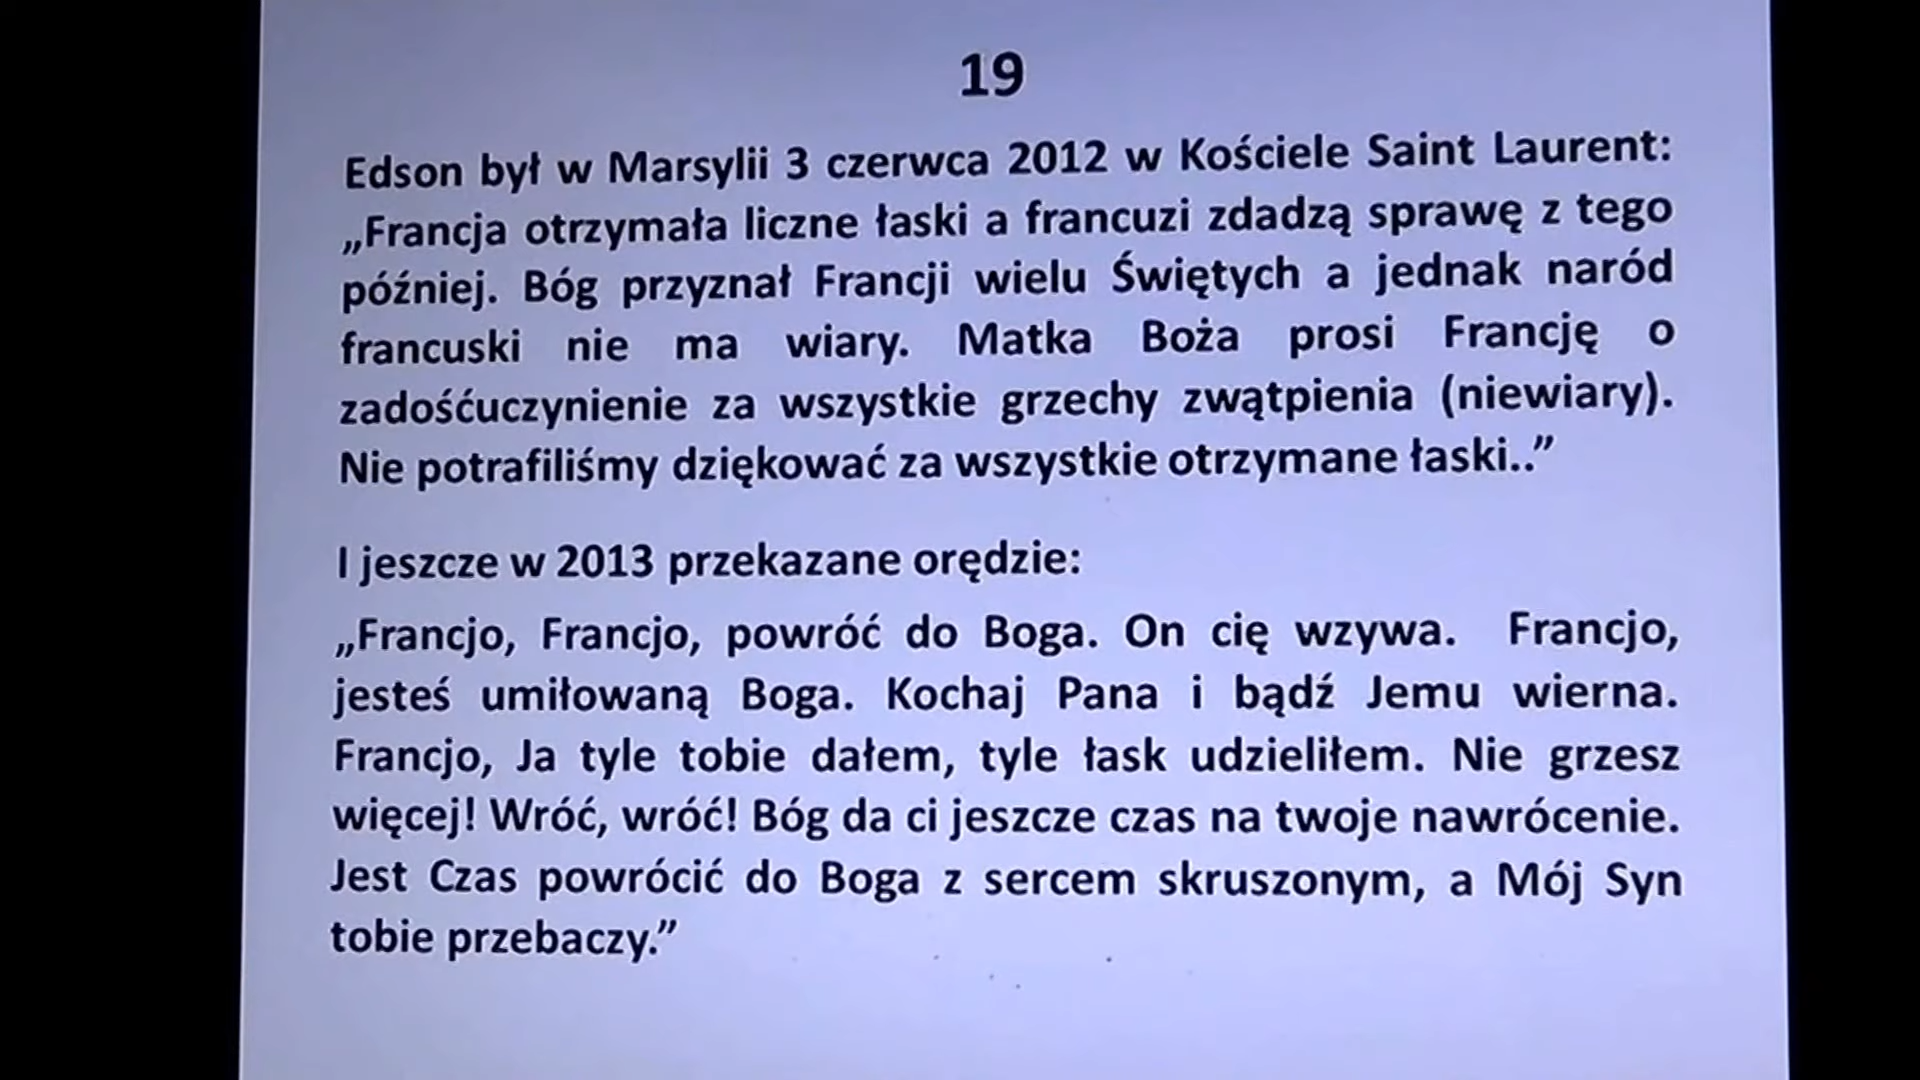 19
Edson był w Marsylii 3 czerwca 2012 w Kościele Saint Laurent:
„Francja otrzymała liczne łaski a francuzi zdadzą sprawę z tego
później. Bóg przyznał Francji wielu Świętych a jednak naród
francuski nie ma wiary. Matka Boża prosi Francję o
zadośćuczynienie za wszystkie grzechy zwątpienia (niewiary).
Nie potrafiliśmy dziękować za wszystkie otrzymane łaski..”
I jeszcze w 2013 przekazane orędzie:
„Francjo, Francjo, powróć do Boga. On cię wzywa. Francjo,
jesteś umiłowaną Boga. Kochaj Pana i bądź Jemu wierna.
Francjo, Ja tyle tobie dałem, tyle łask udzieliłem. Nie grzesz
więcej! Wróć, wróć! Bóg da ci jeszcze czas na twoje nawrócenie.
Jest Czas powrócić do Boga z sercem skruszonym, a Mój Syn
tobie przebaczy.”